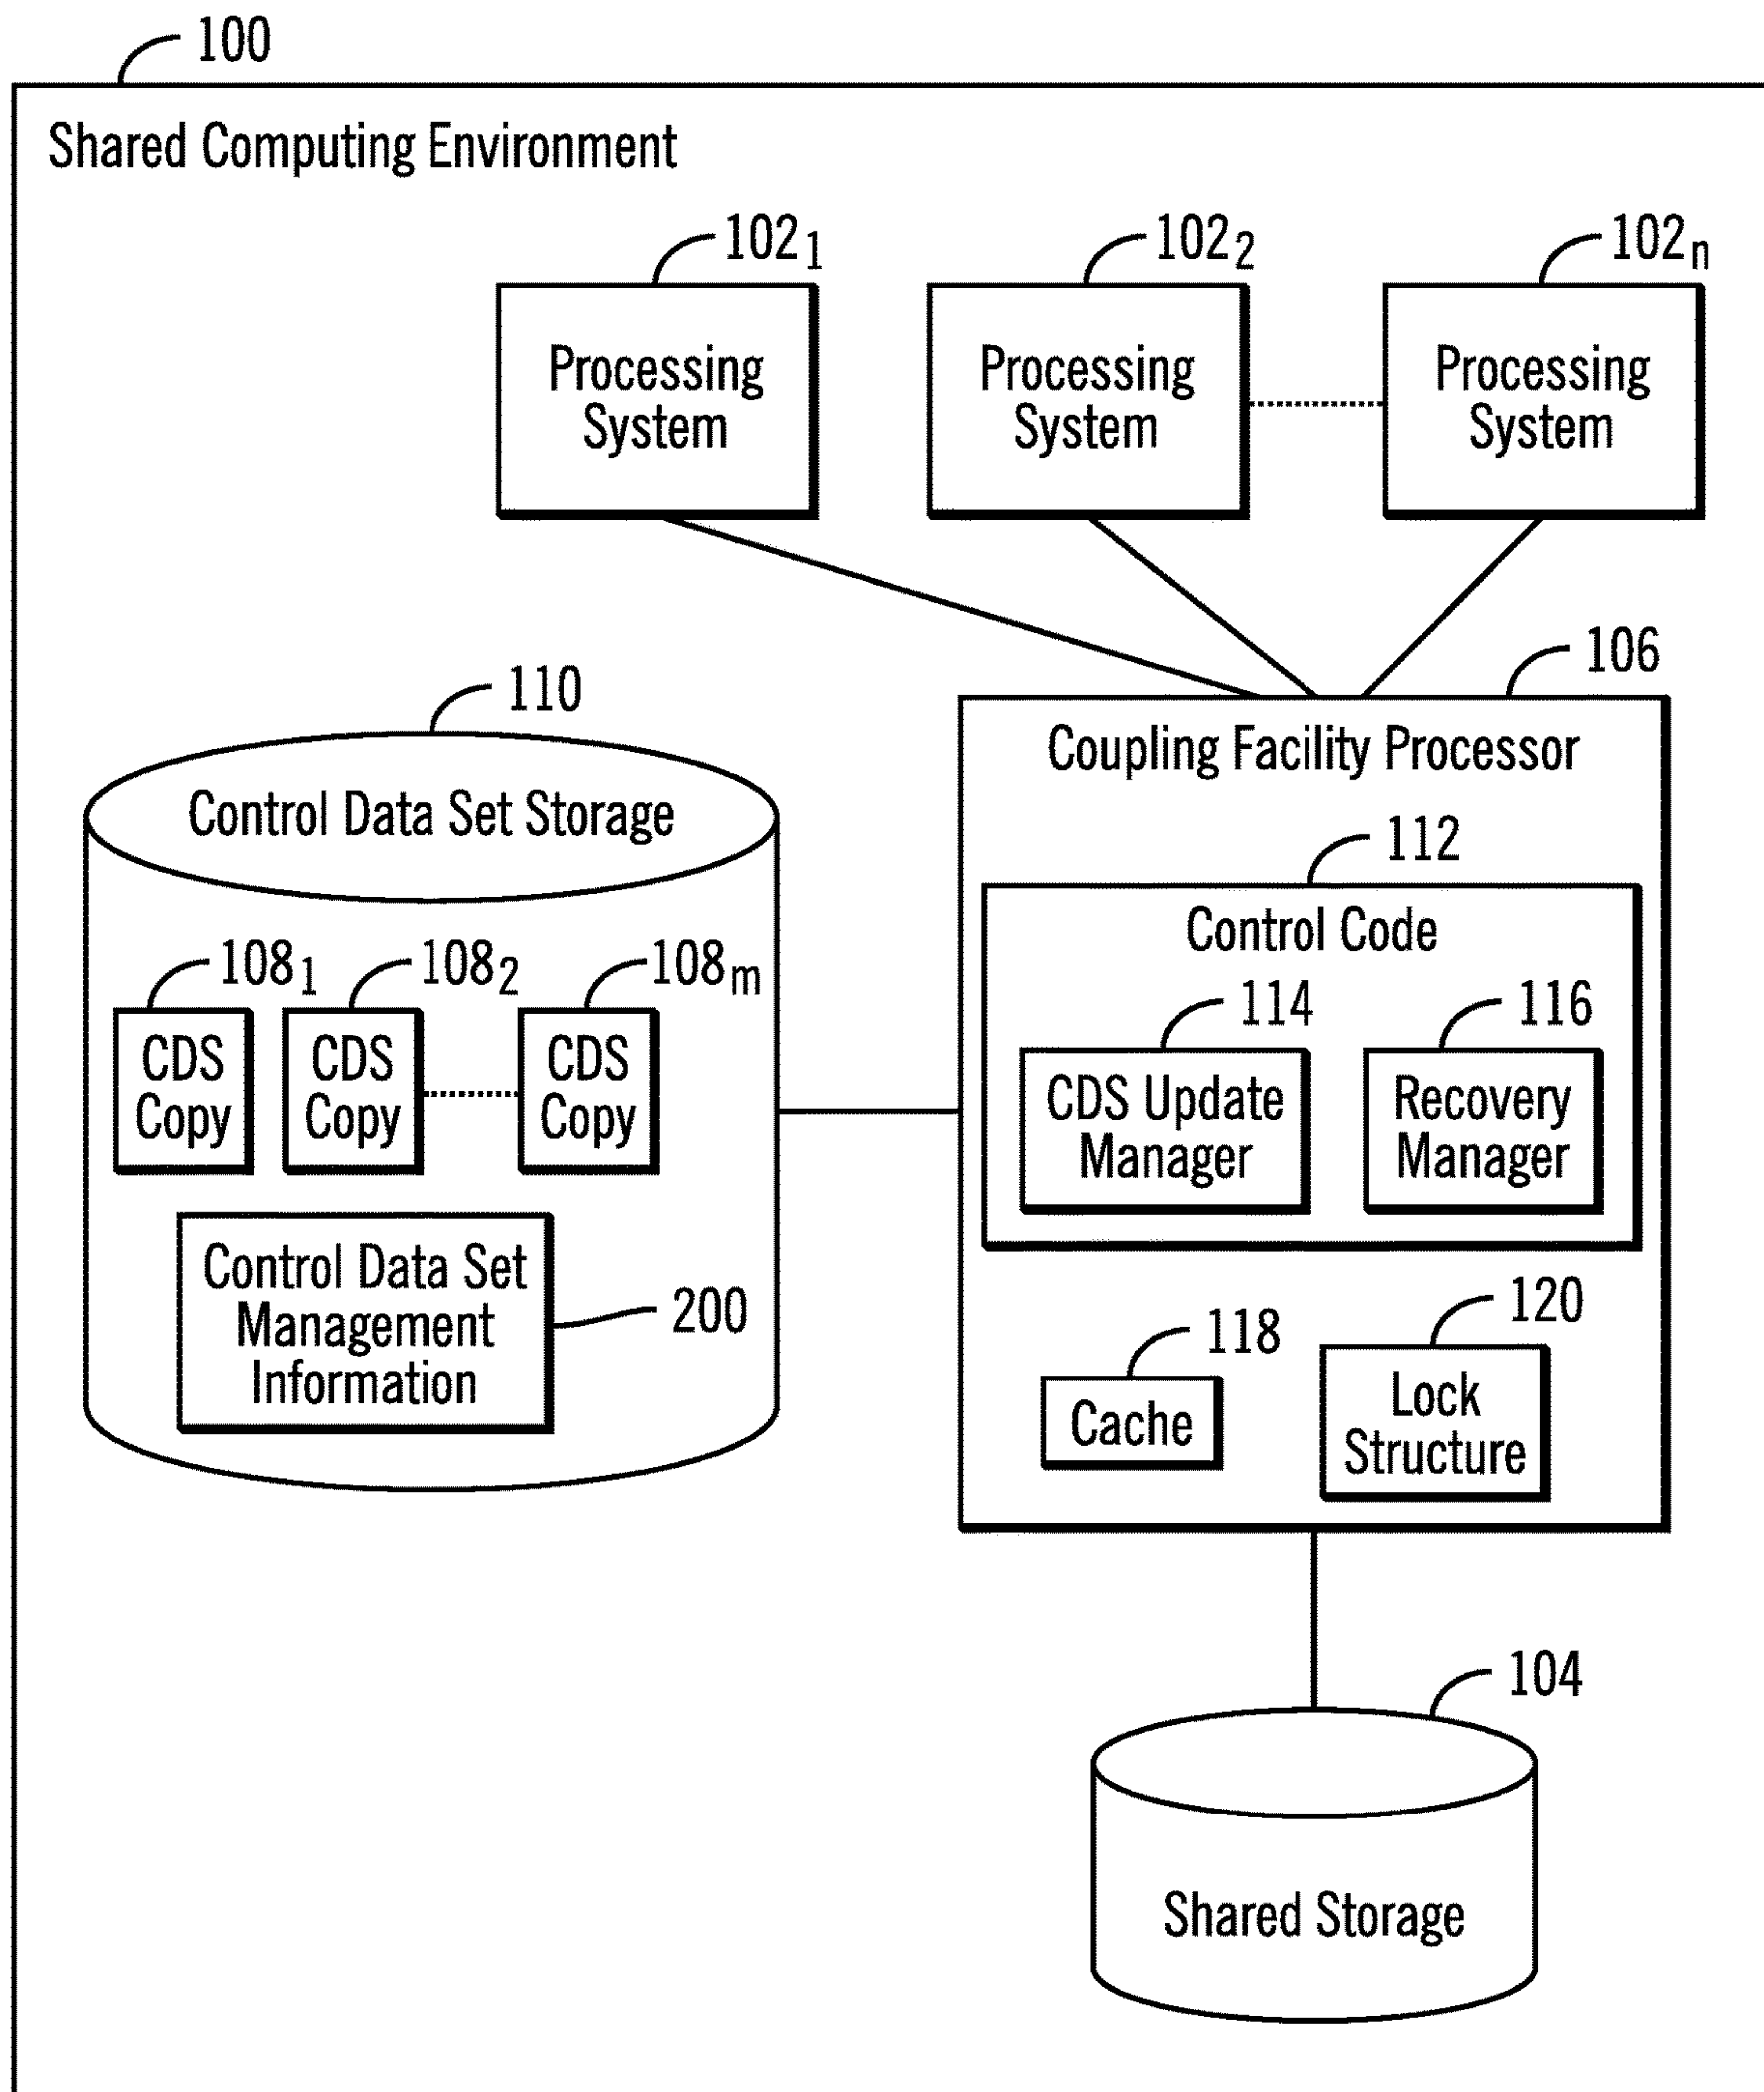 100
Shared Computing Environment
102₁
102₂
102ₙ
Processing
System
Processing
System
Processing
System
106
110
Coupling Facility Processor
Control Data Set Storage
112
Control Code
108₁
108₂
108ₘ
114
116
CDS
Copy
CDS
Copy
CDS
Copy
CDS Update
Manager
Recovery
Manager
Control Data Set
Management
Information
200
118
120
Cache
Lock
Structure
104
Shared Storage